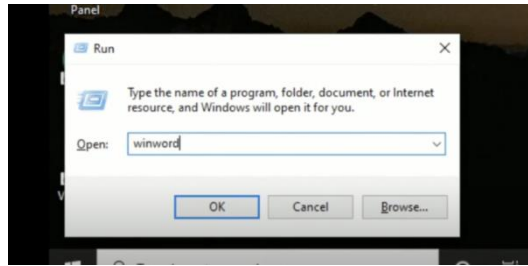 Panel
Run
Type the name of a program, folder, document, or Internet
resource, and Windows will open it for you.
Open:
winword
OK
Cancel
Browse...